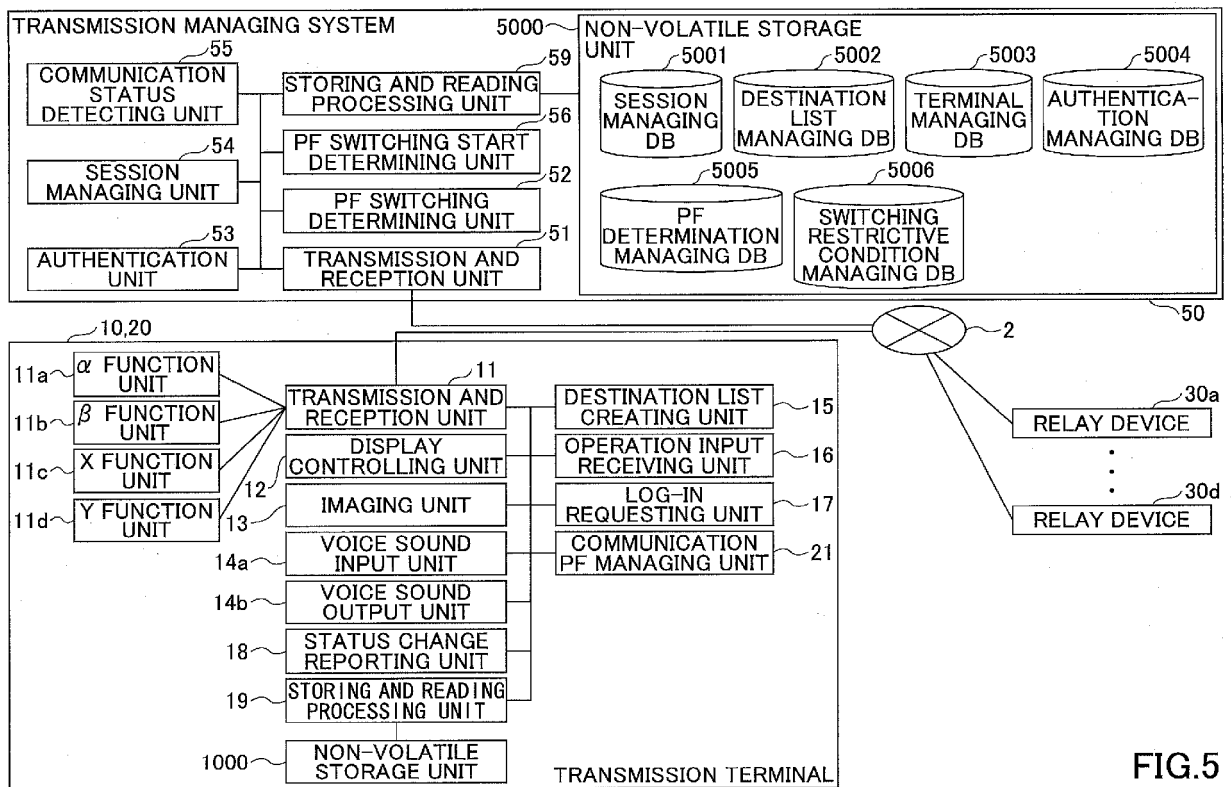 TRANSMISSION MANAGING SYSTEM
55
COMMUNICATION
STATUS
DETECTING UNIT
54
SESSION
MANAGING UNIT
53
AUTHENTICATION
UNIT
59
STORING AND READING
PROCESSING UNIT
56
PF SWITCHING START
DETERMINING UNIT
52
PF SWITCHING
DETERMINING UNIT
51
TRANSMISSION AND
RECEPTION UNIT
5000
NON-VOLATILE STORAGE
UNIT
5001
SESSION
MANAGING
DB
5002
DESTINATION
LIST
MANAGING DB
5003
TERMINAL
MANAGING
DB
5004
AUTHENTICA-
TION
MANAGING DB
5005
PF
DETERMINATION
MANAGING DB
5006
SWITCHING
RESTRICTIVE
CONDITION
MANAGING DB
50
2
10,20
11a
α FUNCTION
UNIT
11b
β FUNCTION
UNIT
11c
X FUNCTION
UNIT
11d
Y FUNCTION
UNIT
11
TRANSMISSION AND
RECEPTION UNIT
12
DISPLAY
CONTROLLING UNIT
13
IMAGING UNIT
14a
VOICE SOUND
INPUT UNIT
14b
VOICE SOUND
OUTPUT UNIT
18
STATUS CHANGE
REPORTING UNIT
19
STORING AND READING
PROCESSING UNIT
1000
NON-VOLATILE
STORAGE UNIT
DESTINATION LIST
CREATING UNIT
15
OPERATION INPUT
RECEIVING UNIT
16
LOG-IN
REQUESTING UNIT
17
COMMUNICATION
PF MANAGING UNIT
21
TRANSMISSION TERMINAL
30a
RELAY DEVICE
30d
RELAY DEVICE
FIG.5